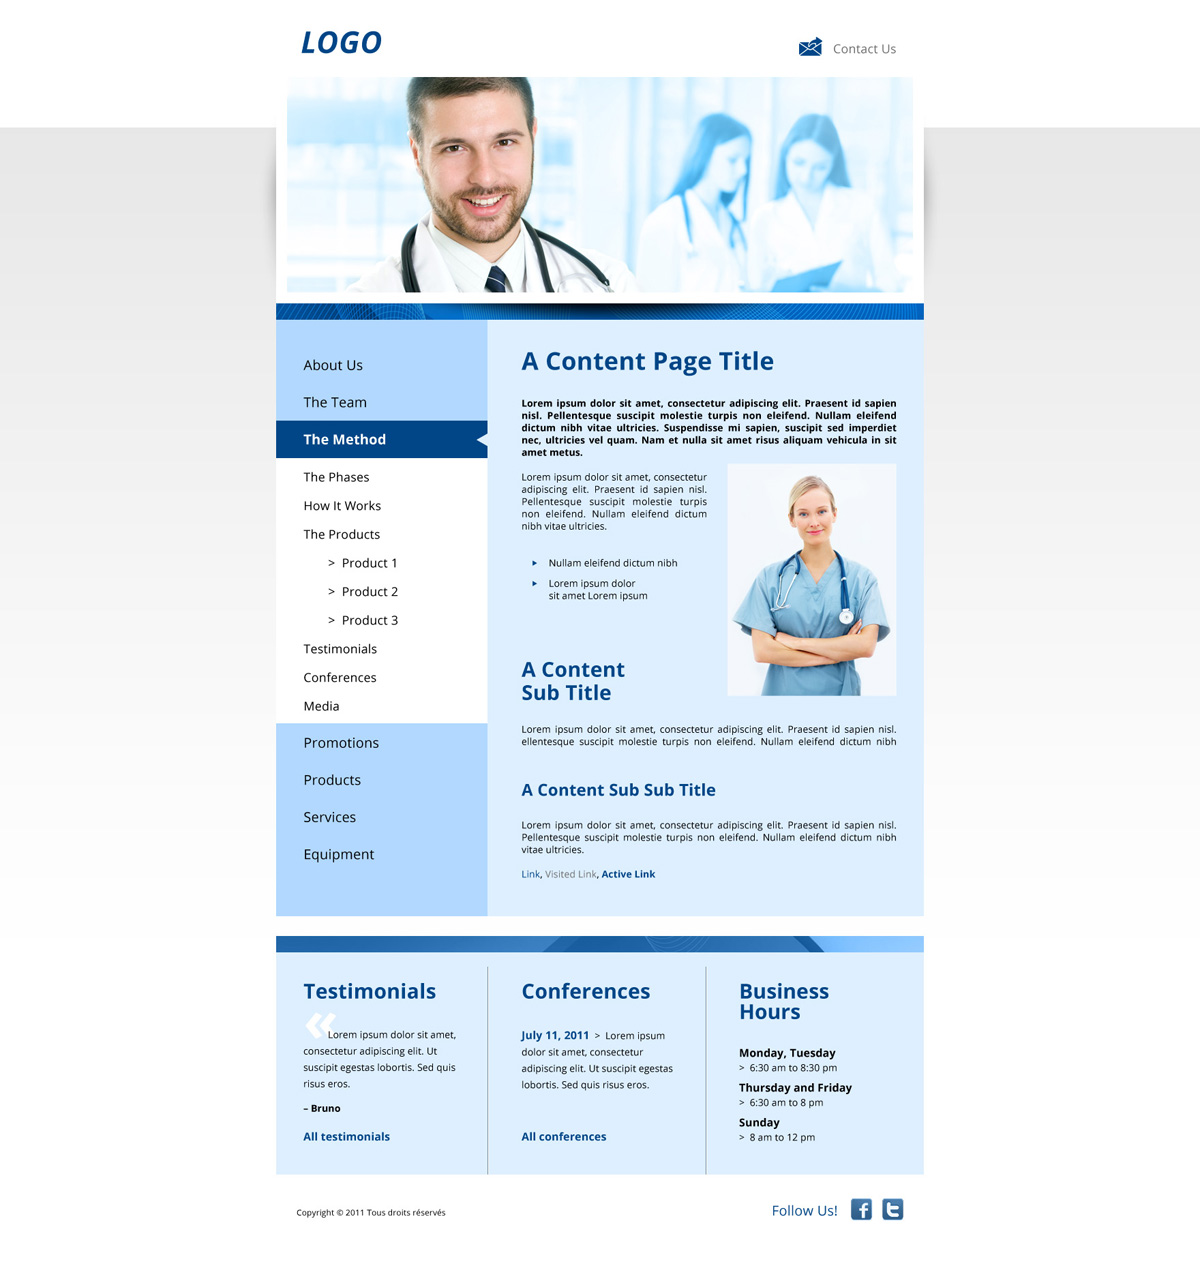 LOGO
Contact Us
About Us
The Team
The Method
The Phases
How It Works
The Products
> Product 1
> Product 2
> Product 3
Testimonials
Conferences
Media
Promotions
Products
Services
Equipment
A Content Page Title
Lorem ipsum dolor sit amet, consectetur adipiscing elit. Praesent id sapien
nisl. Pellentesque suscipit molestie turpis non eleifend. Nullam eleifend
dictum nibh vitae ultricies. Suspendisse mi sapien, suscipit sed imperdiet
nec, ultricies vel quam. Nam et nulla sit amet risus aliquam vehicula in sit
amet metus.
Lorem ipsum dolor sit amet, consectetur
adipiscing elit. Praesent id sapien nisl.
Pellentesque suscipit molestie turpis
non eleifend. Nullam eleifend dictum
nibh vitae ultricies.
Nullam eleifend dictum nibh
Lorem ipsum dolor
sit amet Lorem ipsum
A Content
Sub Title
Lorem ipsum dolor sit amet, consectetur adipiscing elit. Praesent id sapien nisl.
ellentesque suscipit molestie turpis non eleifend. Nullam eleifend dictum nibh
A Content Sub Sub Title
Lorem ipsum dolor sit amet, consectetur adipiscing elit. Praesent id sapien nisl.
Pellentesque suscipit molestie turpis non eleifend. Nullam eleifend dictum nibh
vitae ultricies.
Link, Visited Link, Active Link
Testimonials
« Lorem ipsum dolor sit amet,
consectetur adipiscing elit. Ut
suscipit egestas lobortis. Sed quis
risus eros.
– Bruno
All testimonials
Conferences
July 11, 2011 > Lorem ipsum
dolor sit amet, consectetur
adipiscing elit. Ut suscipit egestas
lobortis. Sed quis risus eros.
All conferences
Business
Hours
Monday, Tuesday
> 6:30 am to 8:30 pm
Thursday and Friday
> 6:30 am to 8 pm
Sunday
> 8 am to 12 pm
Copyright © 2011 Tous droits réservés
Follow Us! f t